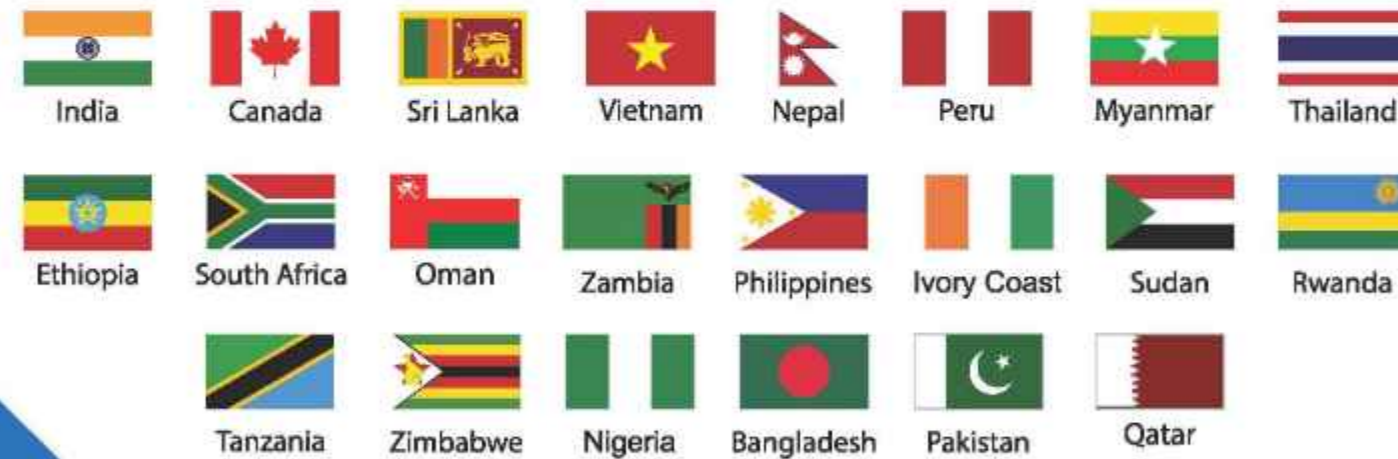 India Canada Sri Lanka Vietnam Nepal Peru Myanmar Thailand
Ethiopia South Africa Oman Zambia Philippines Ivory Coast Sudan Rwanda
Tanzania Zimbabwe Nigeria Bangladesh Pakistan Qatar